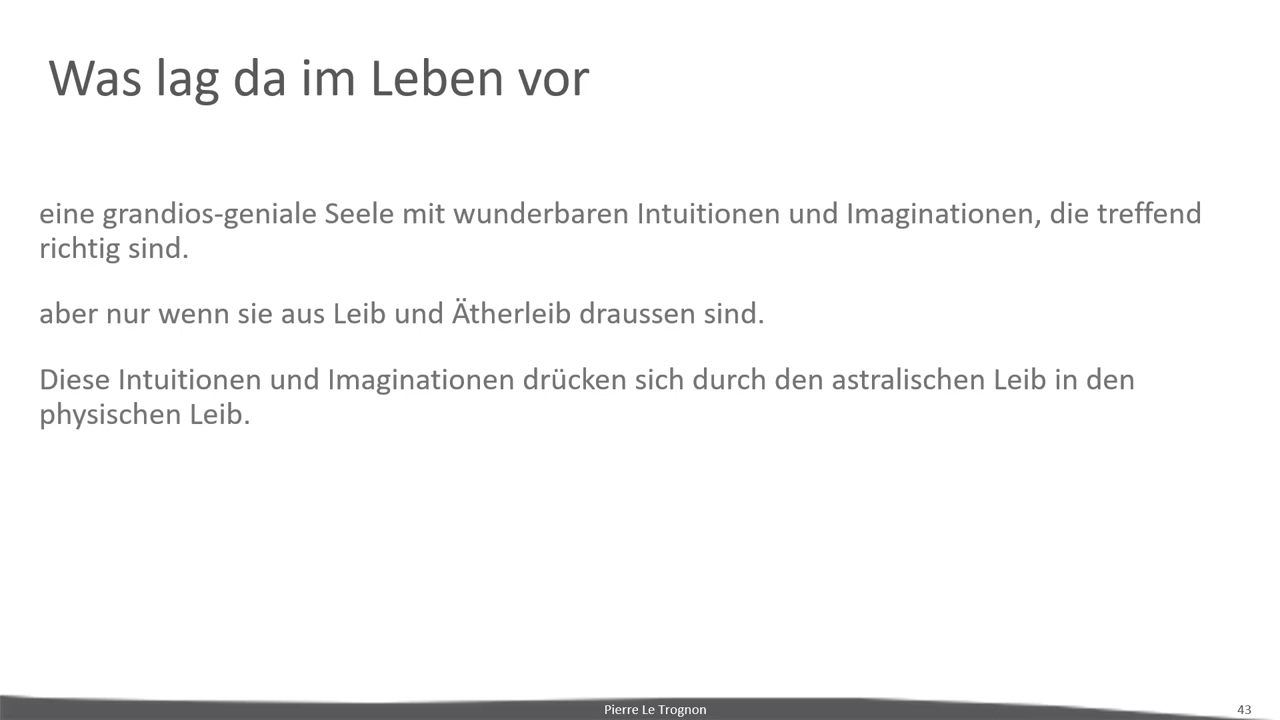 Was lag da im Leben vor
eine grandios-geniale Seele mit wunderbaren Intuitionen und Imaginationen, die treffend
richtig sind.
aber nur wenn sie aus Leib und Ätherleib draussen sind.
Diese Intuitionen und Imaginationen drücken sich durch den astralischen Leib in den
physischen Leib.
Pierre Le Trognon
43